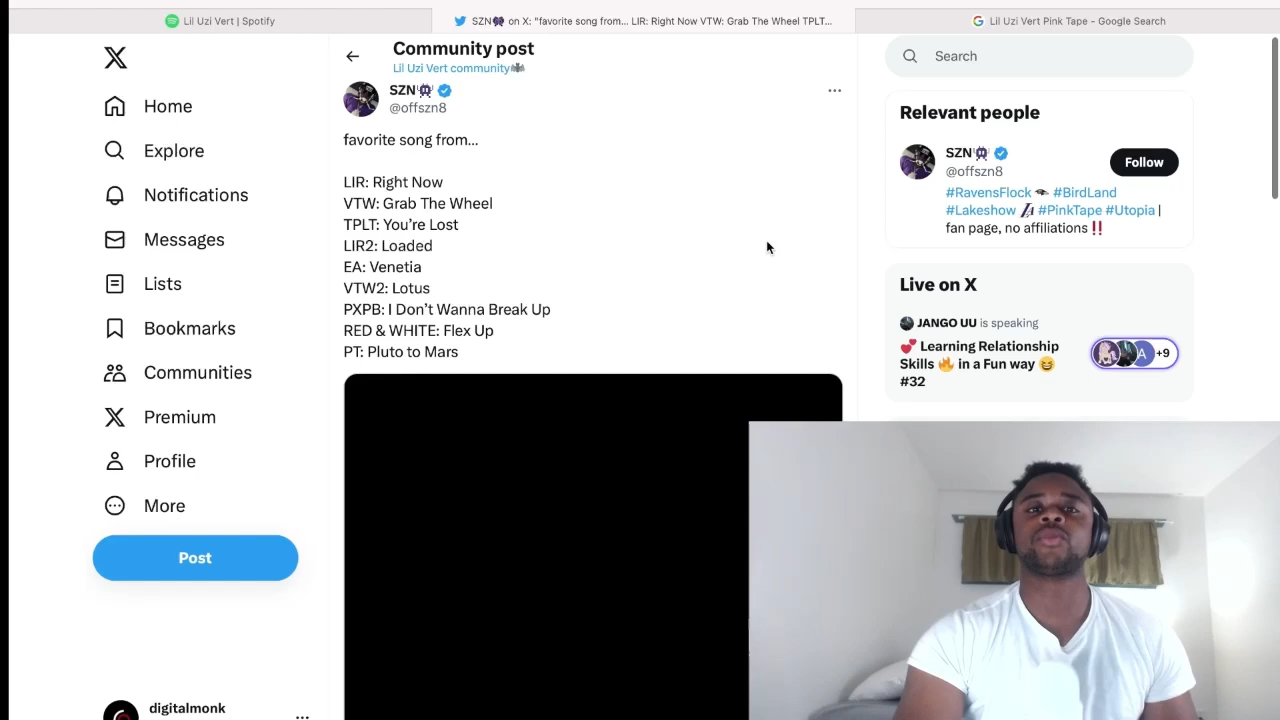 Lil Uzi Vert | Spotify
SZN on X: "favorite song from... LIR: Right Now VTW: Grab The Wheel TPLT...
Lil Uzi Vert Pink Tape - Google Search
Home
Explore
Notifications
Messages
Lists
Bookmarks
Communities
Premium
Profile
More
Post
digitalmonk
Community post
Lil Uzi Vert community🦇
SZN
@offszn8
favorite song from...
LIR: Right Now
VTW: Grab The Wheel
TPLT: You’re Lost
LIR2: Loaded
EA: Venetia
VTW2: Lotus
PXPB: I Don’t Wanna Break Up
RED & WHITE: Flex Up
PT: Pluto to Mars
Search
Relevant people
SZN
@offszn8
Follow
#RavensFlock #BirdLand
#Lakeshow #PinkTape #Utopia |
fan page, no affiliations ‼️
Live on X
JANGO UU is speaking
💕 Learning Relationship
Skills 🔥 in a Fun way 😆
#32
A
+9